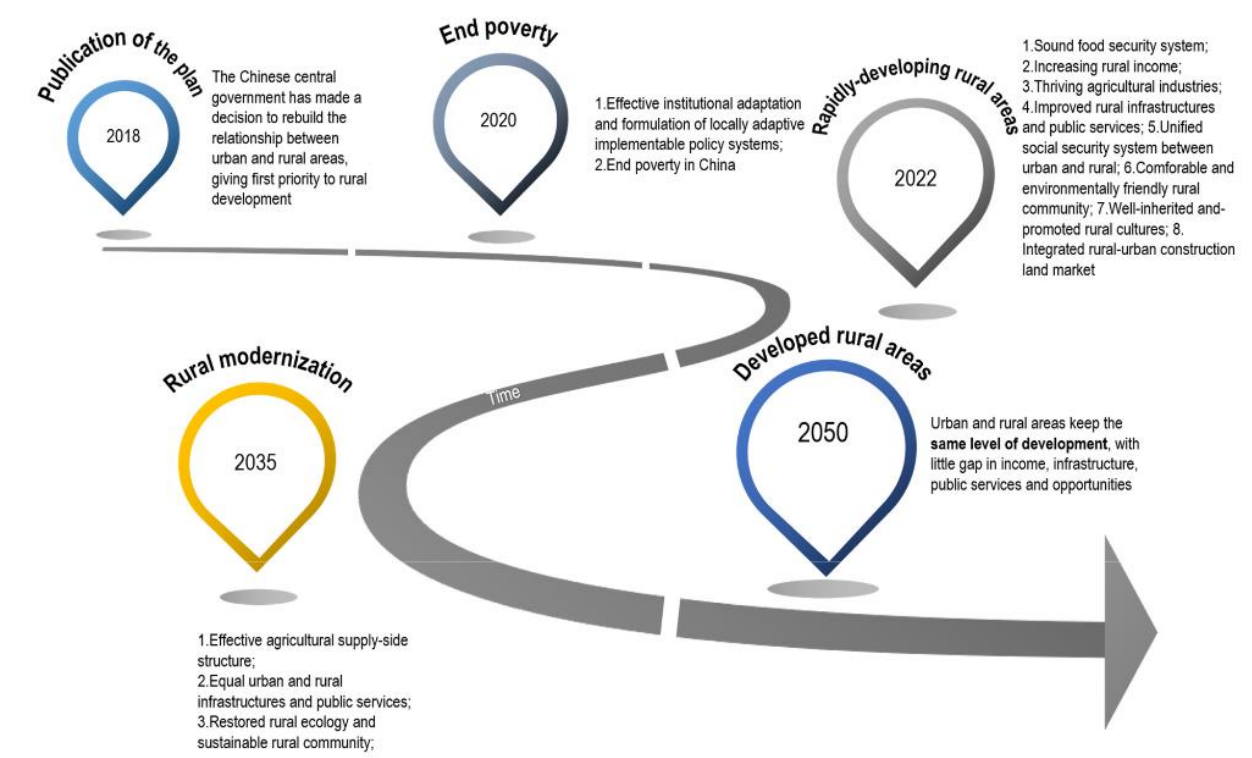 Publication of the plan
2018
The Chinese central
government has made a
decision to rebuild the
relationship between
urban and rural areas,
giving first priority to rural
development
End poverty
2020
1.Effective institutional adaptation
and formulation of locally adaptive
implementable policy systems;
2.End poverty in China
Rapidly-developing rural areas
2022
1.Sound food security system;
2.Increasing rural income;
3.Thriving agricultural industries;
4.Improved rural infrastructures
and public services; 5.Unified
social security system between
urban and rural; 6.Comforable and
environmentally friendly rural
community; 7.Well-inherited and-
promoted rural cultures; 8.
Integrated rural-urban construction
land market
Time
Rural modernization
2035
1.Effective agricultural supply-side
structure;
2.Equal urban and rural
infrastructures and public services;
3.Restored rural ecology and
sustainable rural community;
Developed rural areas
2050
Urban and rural areas keep the
same level of development, with
little gap in income, infrastructure,
public services and opportunities